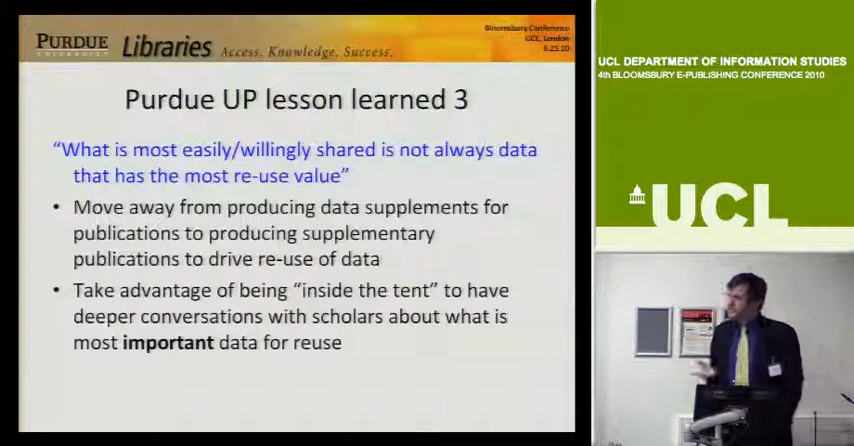 PURDUE
UNIVERSITY
Libraries Access. Knowledge. Success.
Bloomsbury Conference
UCL, London
6.25.10
Purdue UP lesson learned 3
“What is most easily/willingly shared is not always data
that has the most re-use value”
• Move away from producing data supplements for
publications to producing supplementary
publications to drive re-use of data
• Take advantage of being “inside the tent” to have
deeper conversations with scholars about what is
most important data for reuse
UCL DEPARTMENT OF INFORMATION STUDIES
4TH BLOOMSBURY E-PUBLISHING CONFERENCE 2010
UCL